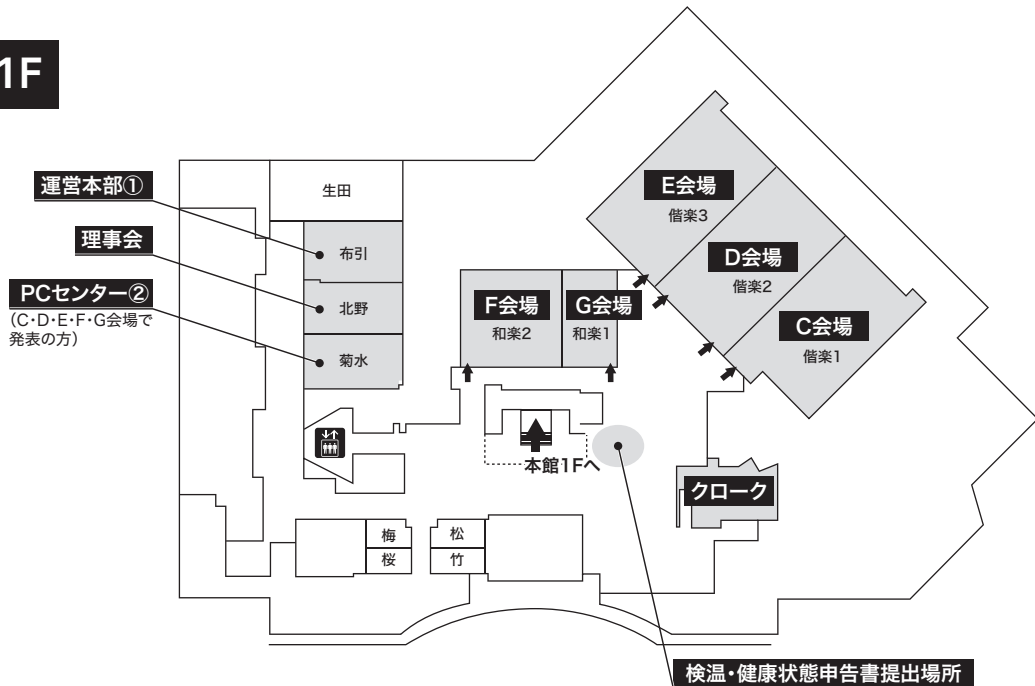 1F
運営本部①
理事会
PCセンター②
(C・D・E・F・G会場で
発表の方)
生田
布引
北野
菊水
F会場
和楽2
G会場
和楽1
E会場
偕楽3
D会場
偕楽2
C会場
偕楽1
本館1Fへ
クローク
梅
桜
松
竹
検温・健康状態申告書提出場所